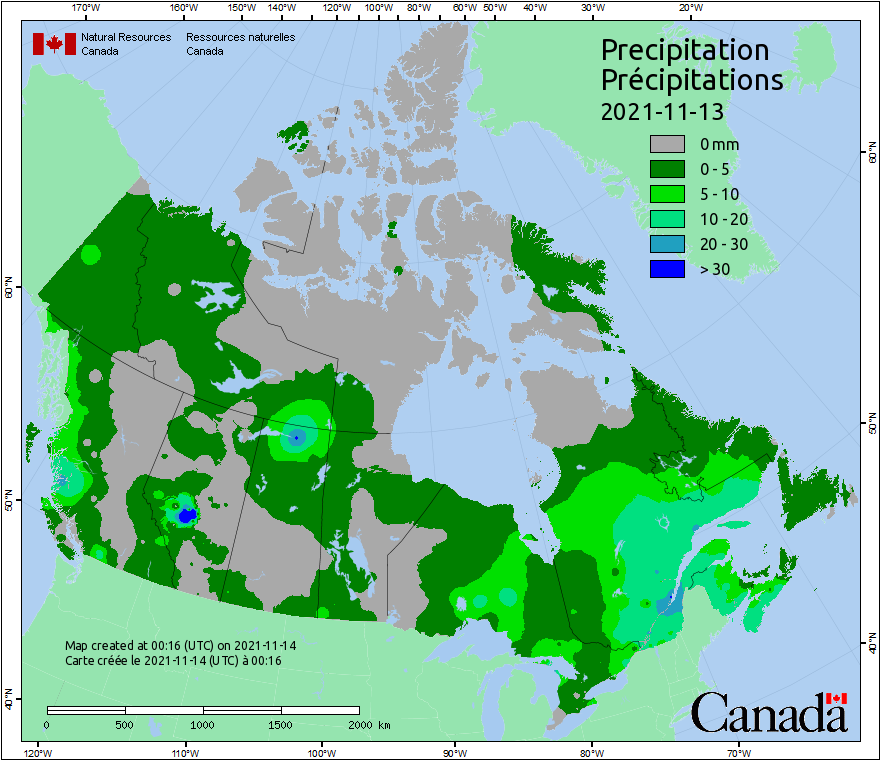 170°W 160°W 150°W 140°W 130°W 120°W 110°W 100°W 90°W 80°W 60°W 50°W 40°W 30°W 20°W
Natural Resources Ressources naturelles
Canada Canada
Precipitation
Précipitations
2021-11-13
0 mm
0 - 5
5 - 10
10 - 20
20 - 30
> 30
60°N
60°N
50°N
50°N
40°N
40°N
Map created at 00:16 (UTC) on 2021-11-14
Carte créée le 2021-11-14 (UTC) à 00:16
0 500 1000 1500 2000 km
Canada
120°W 110°W 100°W 90°W 80°W 70°W